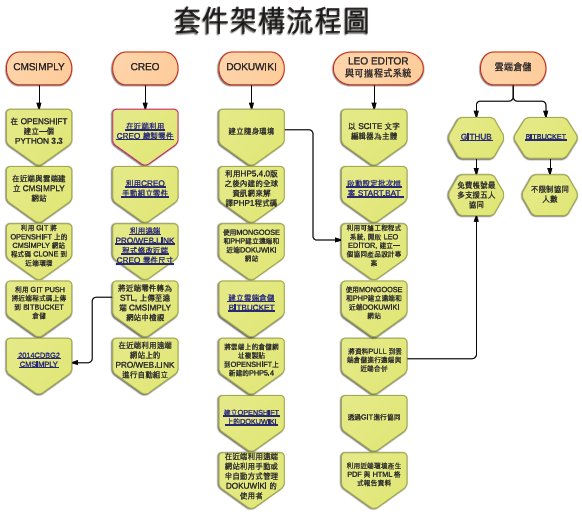 套件架構流程圖
CMSIMPLY
在 OPENSHIFT
建立一個
PYTHON 3.3
在近端與雲端建
立 CMSIMPLY
網站
利用 GIT 將
OPENSHIFT 上的
CMSIMPLY 網站
程式碼 CLONE 到
近端環境
利用 GIT PUSH
將近端程式碼上傳
到 BITBUCKET
倉儲
2014CDBG2
CMSIMPLY
CREO
在近端利用
CREO 繪製零件
利用CREO
手動組立零件
利用遠端
PRO/WEB.LINK
程式修改近端
CREO 零件尺寸
將近端零件轉為
STL, 上傳至遠
端 CMSIMPLY
網站中檢視
在近端利用遠端
網站上的
PRO/WEB.LINK
進行自動組立
DOKUWIKI
建立隨身環境
利用HP5.4.0版
之後內建的全球
資訊網來解
譯PHP1程式碼
使用MONGOOSE
和PHP建立遠端和
近端DOKUWIKI
網站
建立雲端倉儲
BITBUCKET
將雲端上的倉儲網
址複製貼
到OPENSHIFT上
新建的PHP5.4
建立OPENSHIFT
上的DOKUWIKI
在近端利用遠端
網站利用手動或
半自動方式管理
DOKUWIKI 的
使用者
LEO EDITOR
與可攜程式系統
以 SCITE 文字
編輯器為主體
啟動設定批次檔
案 START.BAT
利用可攜工程程式
系統, 開啟 LEO
EDITOR, 建立一
個協同產品設計專
案
使用MONGOOSE
和PHP建立遠端和
近端DOKUWIKI
網站
將資料PULL 到雲
端倉儲進行遠端與
近端合併
透過GIT進行協同
利用近端環境產生
PDF 與 HTML 格
式報告資料
雲端倉儲
GITHUB
免費帳號最
多支援五人
協同
BITBUCKET
不限制協同
人數